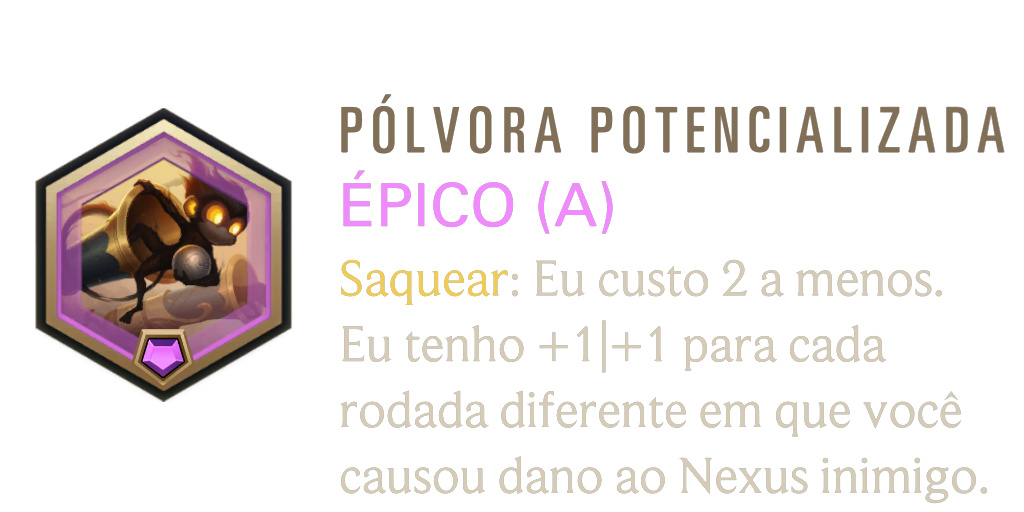 PÓLVORA POTENCIALIZADA
ÉPICO (A)
Saquear: Eu custo 2 a menos.
Eu tenho +1|+1 para cada
rodada diferente em que você
causou dano ao Nexus inimigo.